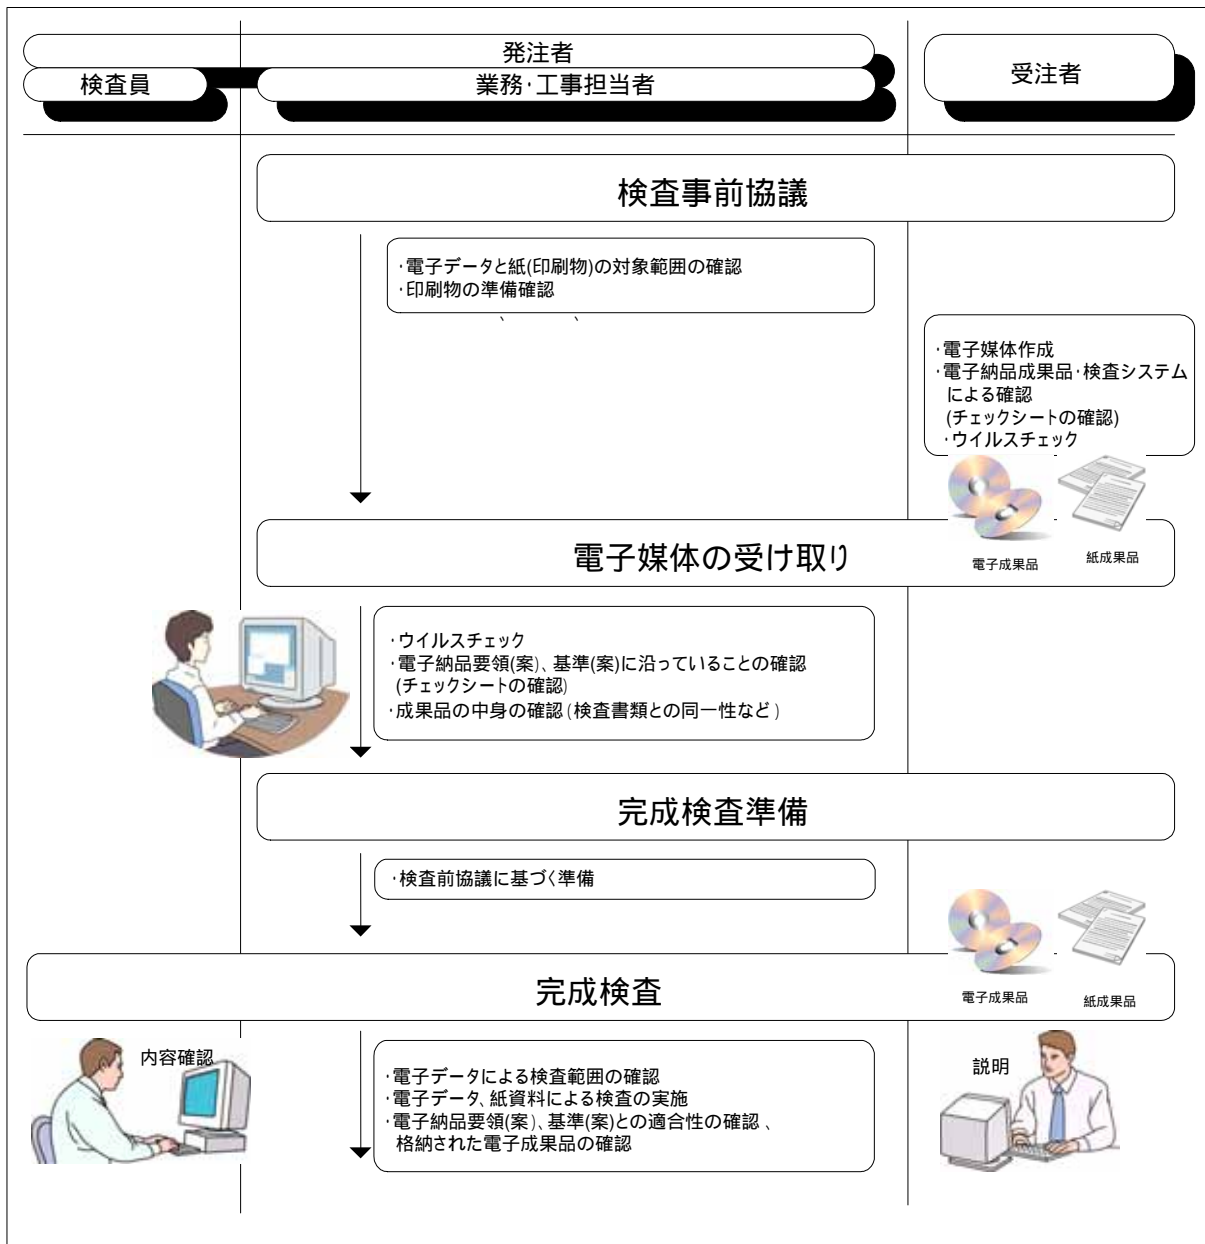 発注者
検査員
業務・工事担当者
受注者
検査事前協議
・電子データと紙(印刷物)の対象範囲の確認
・印刷物の準備確認
、 、
・電子媒体作成
・電子納品成果品・検査システム
による確認
(チェックシートの確認)
・ウイルスチェック
電子媒体の受け取り
電子成果品
紙成果品
・ウイルスチェック
・電子納品要領(案)、基準(案)に沿っていることの確認
(チェックシートの確認)
・成果品の中身の確認(検査書類との同一性など)
完成検査準備
・検査前協議に基づく準備
完成検査
電子成果品
紙成果品
内容確認
説明
・電子データによる検査範囲の確認
・電子データ、紙資料による検査の実施
・電子納品要領(案)、基準(案)との適合性の確認、
格納された電子成果品の確認